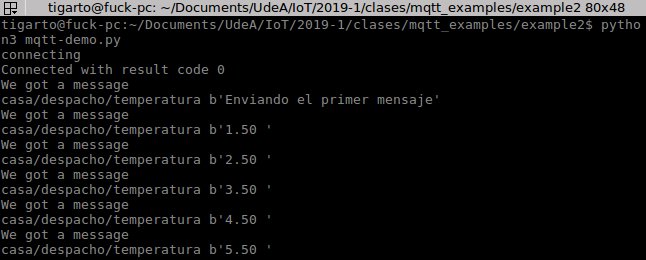 tigarto@fuck-pc: ~/Documents/UdeA/IoT/2019-1/clases/mqtt_examples/example2 80x48
tigarto@fuck-pc:~/Documents/UdeA/IoT/2019-1/clases/mqtt_examples/example2$ pytho
n3 mqtt-demo.py
connecting
Connected with result code 0
We got a message
casa/despacho/temperatura b'Enviando el primer mensaje'
We got a message
casa/despacho/temperatura b'1.50 '
We got a message
casa/despacho/temperatura b'2.50 '
We got a message
casa/despacho/temperatura b'3.50 '
We got a message
casa/despacho/temperatura b'4.50 '
We got a message
casa/despacho/temperatura b'5.50 '